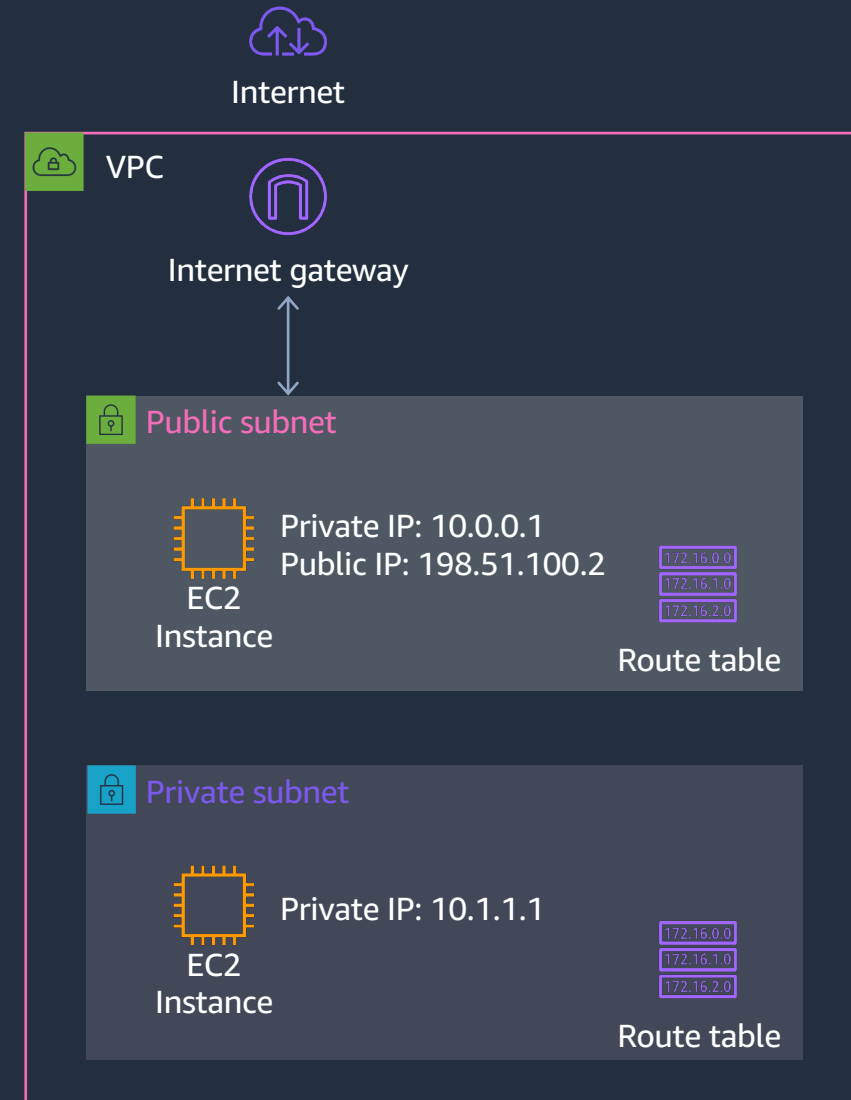 Internet
VPC
Internet gateway
Public subnet
Private IP: 10.0.0.1
Public IP: 198.51.100.2
EC2
Instance
172.16.0.0
172.16.1.0
172.16.2.0
Route table
Private subnet
Private IP: 10.1.1.1
EC2
Instance
172.16.0.0
172.16.1.0
172.16.2.0
Route table